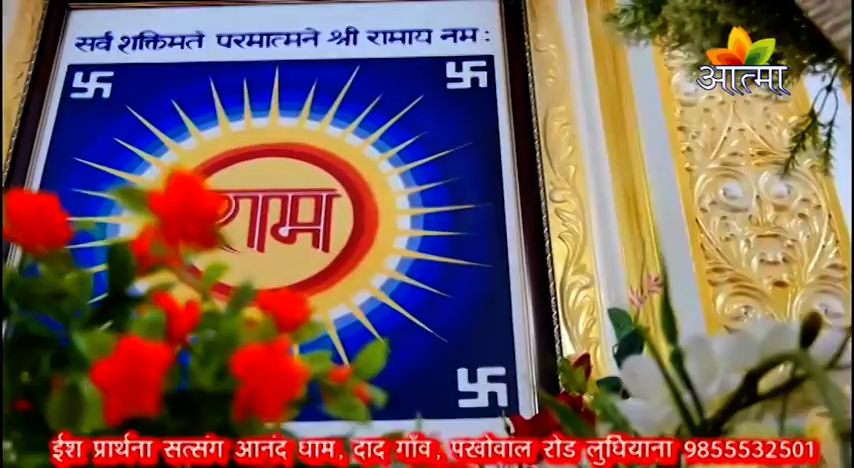 सर्व शक्तिमते परमात्मने श्री रामाय नम :
आत्मा
राम
ईश प्रार्थना सत्संग आनंद धाम, दाद गाँव, पखोवाल रोड लुधियाना 9855532501